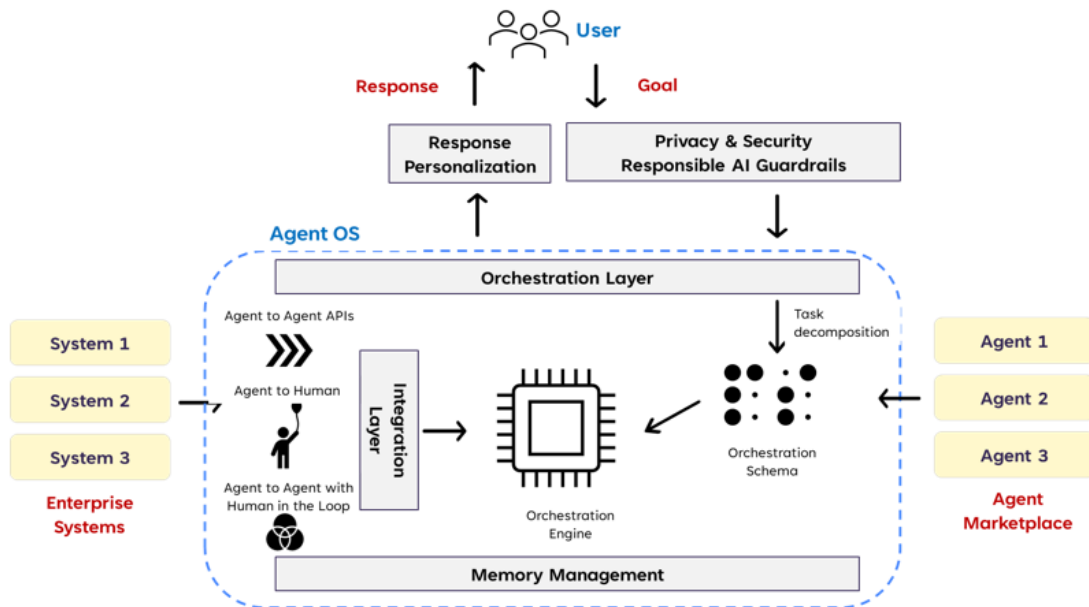 User
Response
Goal
Response
Personalization
Privacy & Security
Responsible AI Guardrails
Agent OS
Orchestration Layer
Agent to Agent APIs
Task
decomposition
System 1
System 2
System 3
Enterprise
Systems
Agent to Human
Integration
Layer
Agent to Agent with
Human in the Loop
Orchestration
Engine
Orchestration
Schema
Agent 1
Agent 2
Agent 3
Agent
Marketplace
Memory Management